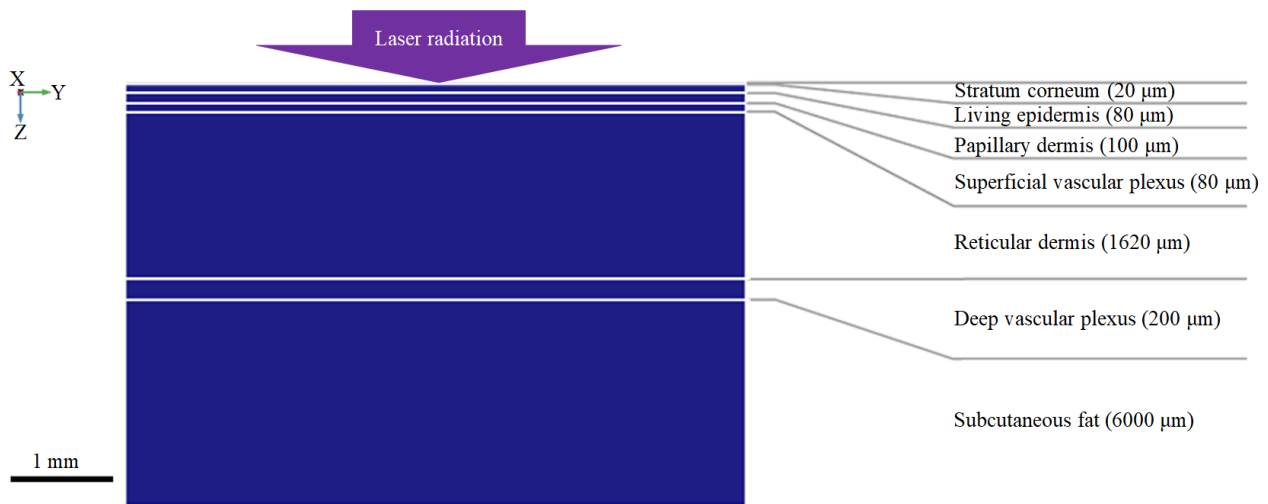 Laser radiation
X
Y
Z
Stratum corneum (20 μm)
Living epidermis (80 μm)
Papillary dermis (100 μm)
Superficial vascular plexus (80 μm)
Reticular dermis (1620 μm)
Deep vascular plexus (200 μm)
Subcutaneous fat (6000 μm)
1 mm